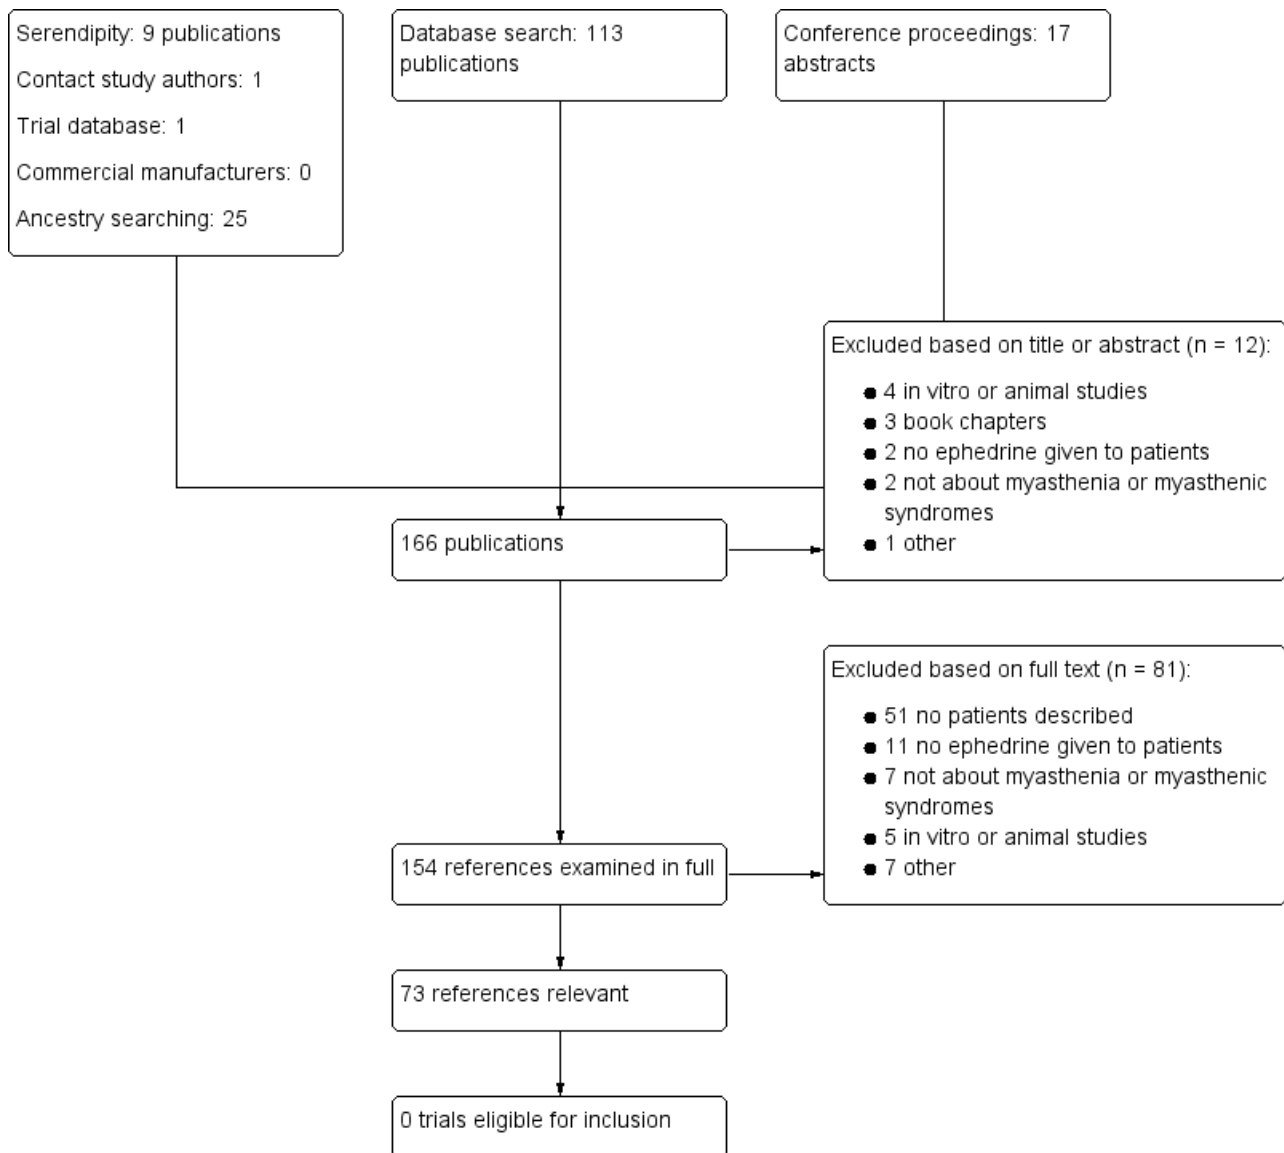 Serendipity: 9 publications
Contact study authors: 1
Trial database: 1
Commercial manufacturers: 0
Ancestry searching: 25
Database search: 113
publications
Conference proceedings: 17
abstracts
Excluded based on title or abstract (n = 12):
● 4 in vitro or animal studies
● 3 book chapters
● 2 no ephedrine given to patients
● 2 not about myasthenia or myasthenic
syndromes
● 1 other
166 publications
Excluded based on full text (n = 81):
● 51 no patients described
● 11 no ephedrine given to patients
● 7 not about myasthenia or myasthenic
syndromes
● 5 in vitro or animal studies
● 7 other
154 references examined in full
73 references relevant
0 trials eligible for inclusion